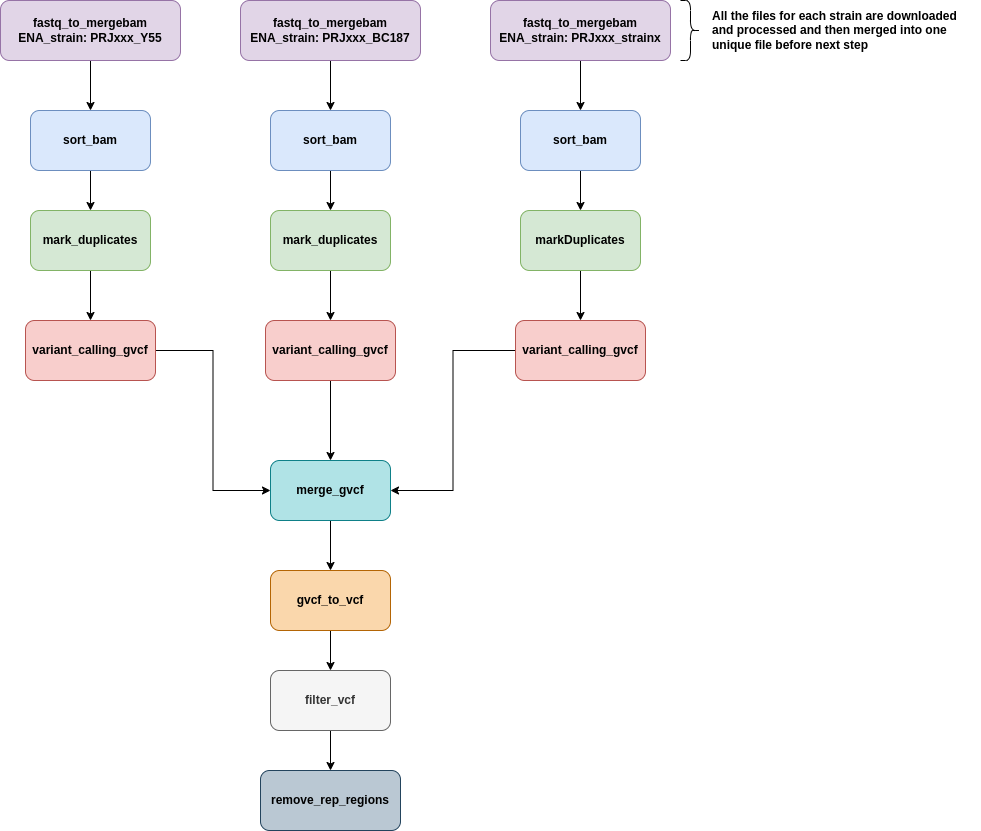 fastq_to_mergebam
ENA_strain: PRJxxx_Y55
fastq_to_mergebam
ENA_strain: PRJxxx_BC187
fastq_to_mergebam
ENA_strain: PRJxxx_strainx
All the files for each strain are downloaded
and processed and then merged into one
unique file before next step
sort_bam
sort_bam
sort_bam
mark_duplicates
mark_duplicates
markDuplicates
variant_calling_gvcf
variant_calling_gvcf
variant_calling_gvcf
merge_gvcf
gvcf_to_vcf
filter_vcf
remove_rep_regions